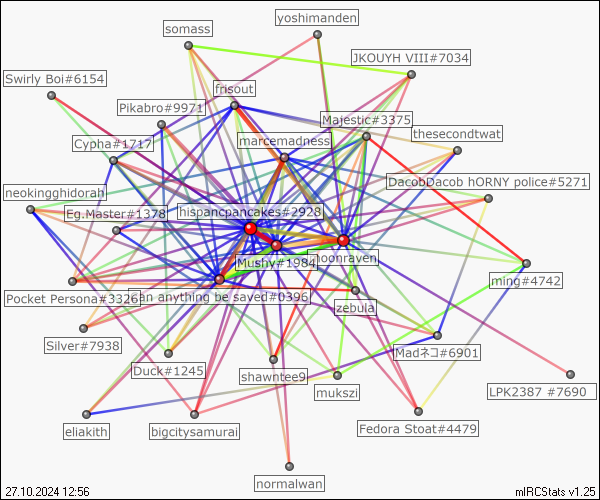 yoshimanden
somass
JKOUYH VIII#7034
Swirly Boi#6154
frisout
Pikabro#9971
Majestic#3375
thesecondtwat
Cypha#1717
marcemadness
DacobDacob hORNY police#5271
neokingghidorah
Eg.Master#1378
hispancpancakes#2928
Mushy#1984
moonraven
ming#4742
Pocket Persona#3326
can anything be saved#0396
zebula
Silver#7938
Madネコ#6901
Duck#1245
shawntee9
mukszi
LPK2387 #7690
eliakith
bigcitysamurai
Fedora Stoat#4479
normalwan
27.10.2024 12:56
mIRCStats v1.25